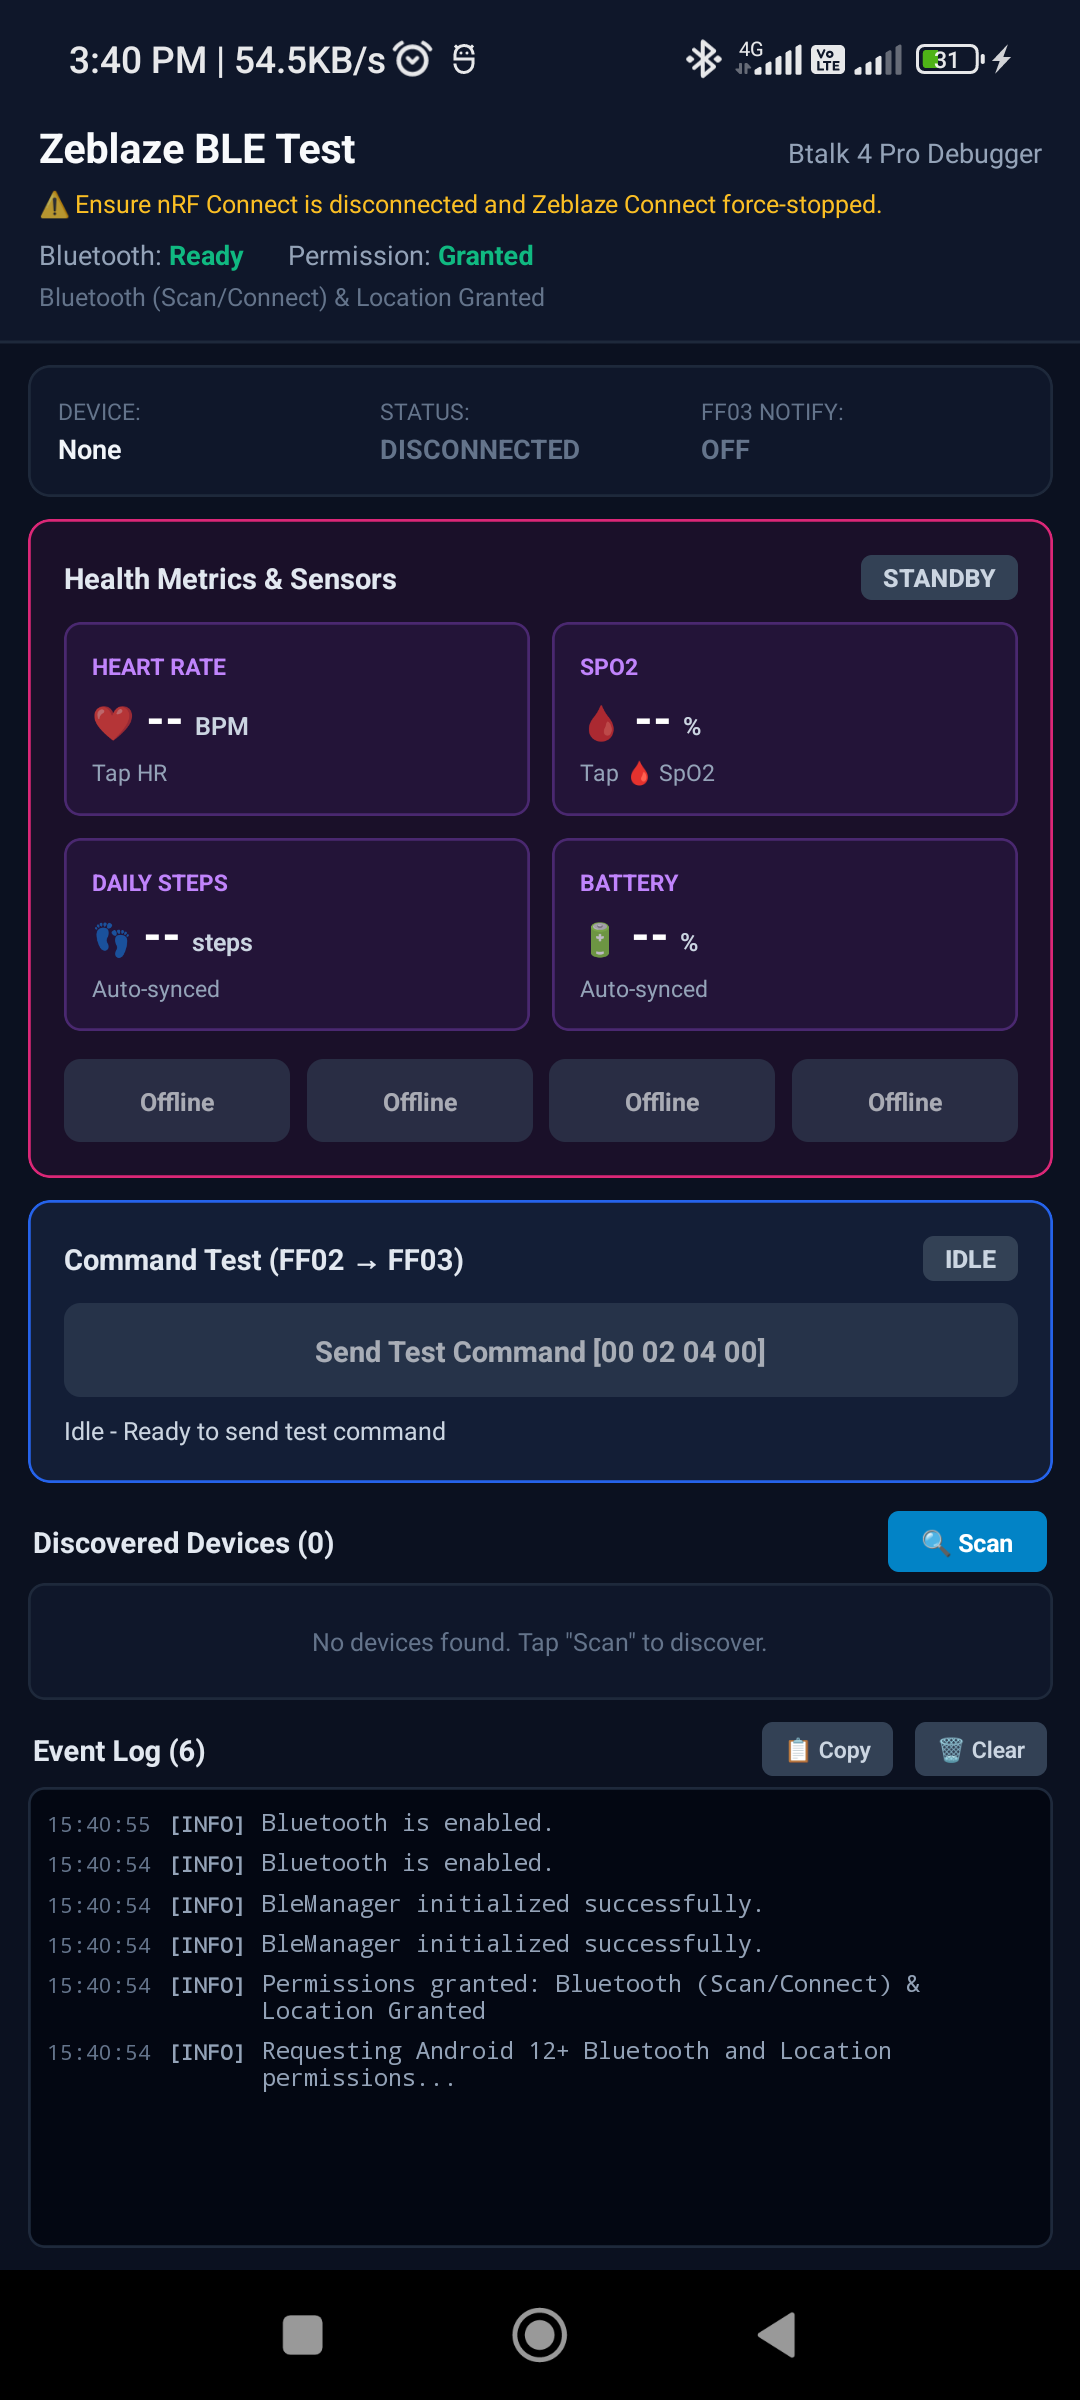 3:40 PM | 54.5KB/s 4G Vo LTE 31
Zeblaze BLE Test
Btalk 4 Pro Debugger
⚠️ Ensure nRF Connect is disconnected and Zeblaze Connect force-stopped.
Bluetooth: Ready Permission: Granted
Bluetooth (Scan/Connect) & Location Granted
DEVICE: STATUS: FF03 NOTIFY:
None DISCONNECTED OFF
Health Metrics & Sensors STANDBY
HEART RATE
❤️ -- BPM
Tap HR
SPO2
🩸 -- %
Tap 🩸 SpO2
DAILY STEPS
👣 -- steps
Auto-synced
BATTERY
🔋 -- %
Auto-synced
Offline Offline Offline Offline
Command Test (FF02 → FF03) IDLE
Send Test Command [00 02 04 00]
Idle - Ready to send test command
Discovered Devices (0) 🔍 Scan
No devices found. Tap "Scan" to discover.
Event Log (6) 📋 Copy 🗑️ Clear
15:40:55 [INFO] Bluetooth is enabled.
15:40:54 [INFO] Bluetooth is enabled.
15:40:54 [INFO] BleManager initialized successfully.
15:40:54 [INFO] BleManager initialized successfully.
15:40:54 [INFO] Permissions granted: Bluetooth (Scan/Connect) &
Location Granted
15:40:54 [INFO] Requesting Android 12+ Bluetooth and Location
permissions...